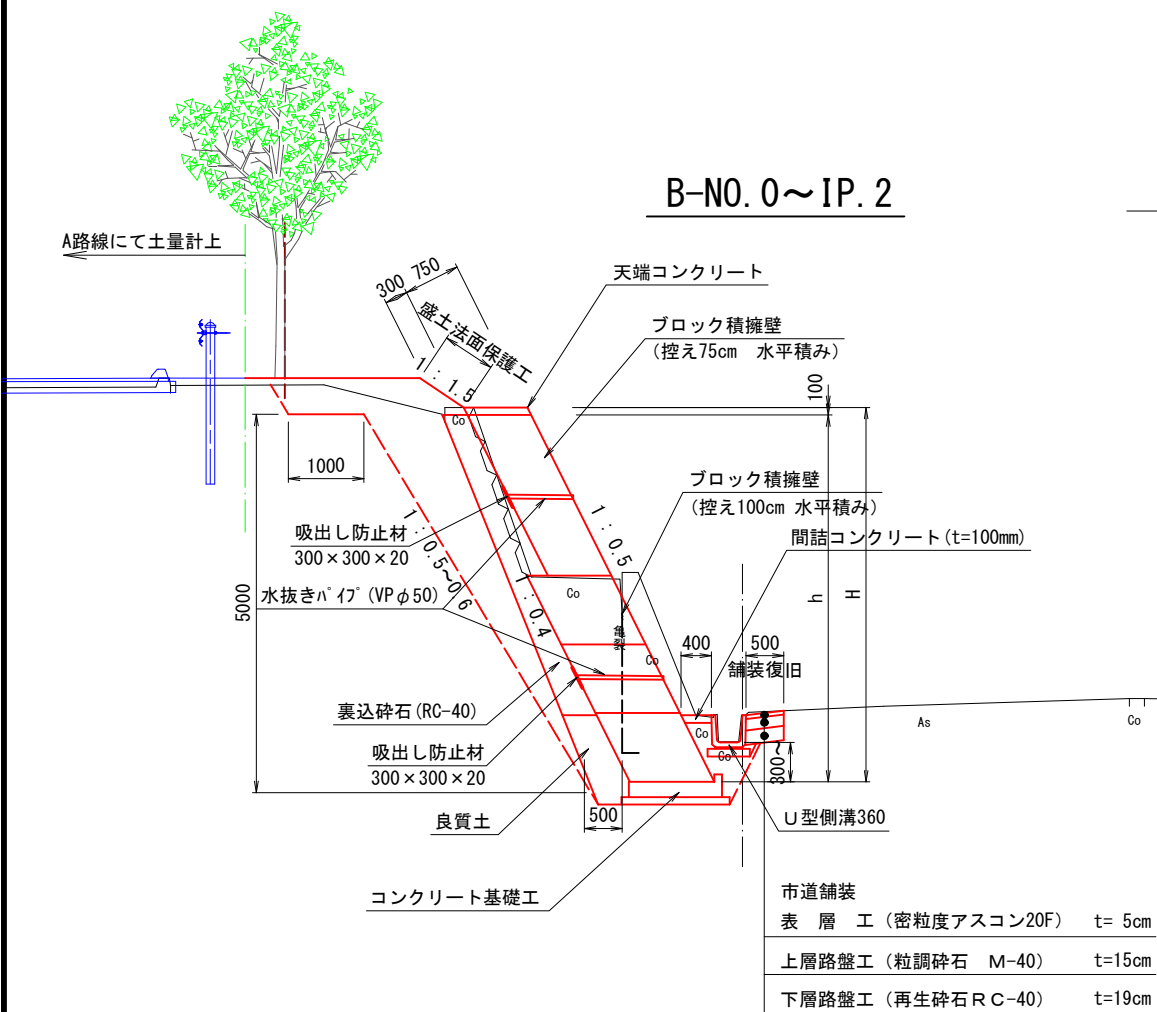 B-NO.0～IP.2
A路線にて土量計上
300 750
盛土法面保護工
1：1.5
天端コンクリート
ブロック積擁壁
(控え75cm 水平積み)
100
Co
1000
ブロック積擁壁
(控え100cm 水平積み)
1：0.5
吸出し防止材
300×300×20
間詰コンクリート(t=100mm)
1：0.5～0.6
水抜きﾊﾟｲﾌﾟ(VPφ50)
5000
Co
1：0.4
h
H
亀裂
Co
400
500
舗装復旧
裏込砕石(RC-40)
As
Co
Co
Co
吸出し防止材
300×300×20
300～
500
良質土
U型側溝360
コンクリート基礎工
市道舗装
表 層 工（密粒度アスコン20F） t= 5cm
上層路盤工（粒調砕石 M-40） t=15cm
下層路盤工（再生砕石ＲＣ-40） t=19cm